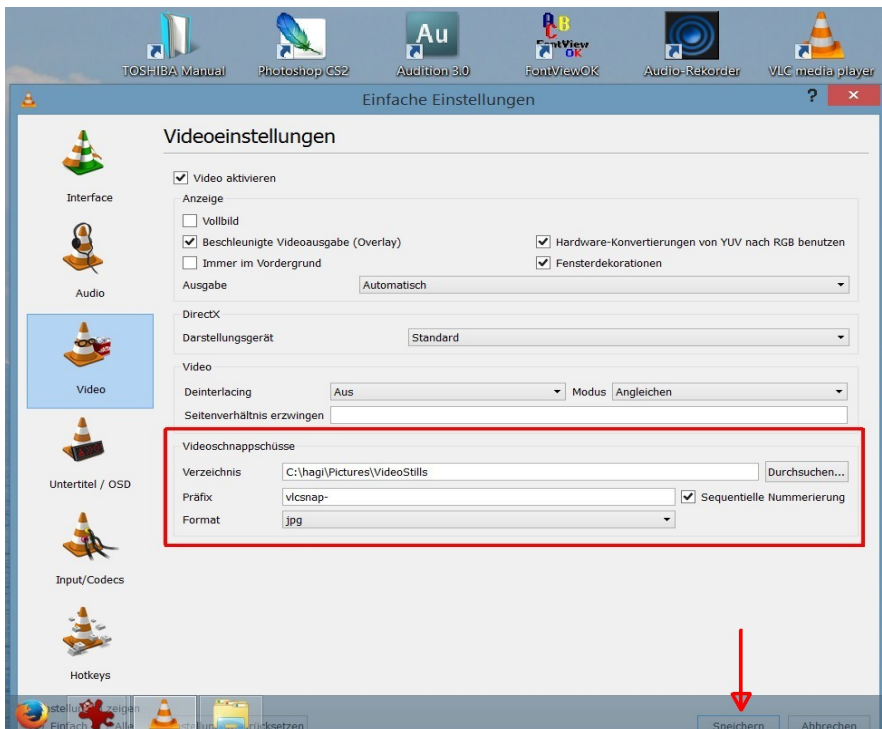 TOSHIBA Manual Photoshop CS2 Audition 3.0 FontViewOK Audio-Rekorder VLC media player
Einfache Einstellungen
Videoeinstellungen
Video aktivieren
Interface
Anzeige
Vollbild
Beschleunigte Videoausgabe (Overlay) Hardware-Konvertierungen von YUV nach RGB benutzen
Immer im Vordergrund Fensterdekorationen
Ausgabe Automatisch
Audio
DirectX
Darstellungsgerät Standard
Video
Deinterlacing Aus Modus Angleichen
Video
Seitenverhältnis erzwingen
Videoschnappschüsse
Verzeichnis C:\hagi\Pictures\VideoStills Durchsuchen...
Untertitel / OSD
Präfix vlcsnap- Sequentielle Nummerierung
Format jpg
Input/Codecs
Hotkeys
zeigen
Einfach Alle
Speichern Abbrechen